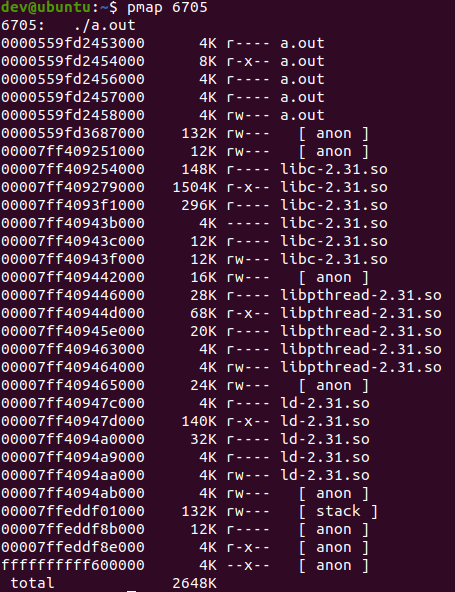 dev@ubuntu:~$ pmap 6705
6705:   ./a.out
0000559fd2453000      4K r---- a.out
0000559fd2454000      8K r-x-- a.out
0000559fd2456000      4K r---- a.out
0000559fd2457000      4K r---- a.out
0000559fd2458000      4K rw--- a.out
0000559fd3687000    132K rw---   [ anon ]
00007ff409251000     12K rw---   [ anon ]
00007ff409254000    148K r---- libc-2.31.so
00007ff409279000   1504K r-x-- libc-2.31.so
00007ff4093f1000    296K r---- libc-2.31.so
00007ff40943b000      4K ----- libc-2.31.so
00007ff40943c000     12K r---- libc-2.31.so
00007ff40943f000     12K rw--- libc-2.31.so
00007ff409442000     16K rw---   [ anon ]
00007ff409446000     28K r---- libpthread-2.31.so
00007ff40944d000     68K r-x-- libpthread-2.31.so
00007ff40945e000     20K r---- libpthread-2.31.so
00007ff409463000      4K r---- libpthread-2.31.so
00007ff409464000      4K rw--- libpthread-2.31.so
00007ff409465000     24K rw---   [ anon ]
00007ff40947c000      4K r---- ld-2.31.so
00007ff40947d000    140K r-x-- ld-2.31.so
00007ff4094a0000     32K r---- ld-2.31.so
00007ff4094a9000      4K r---- ld-2.31.so
00007ff4094aa000      4K rw--- ld-2.31.so
00007ff4094ab000      4K rw---   [ anon ]
00007ffeddf01000    132K rw---   [ stack ]
00007ffeddf8b000     12K r----   [ anon ]
00007ffeddf8e000      4K r-x--   [ anon ]
ffffffffff600000      4K --x--   [ anon ]
 total             2648K